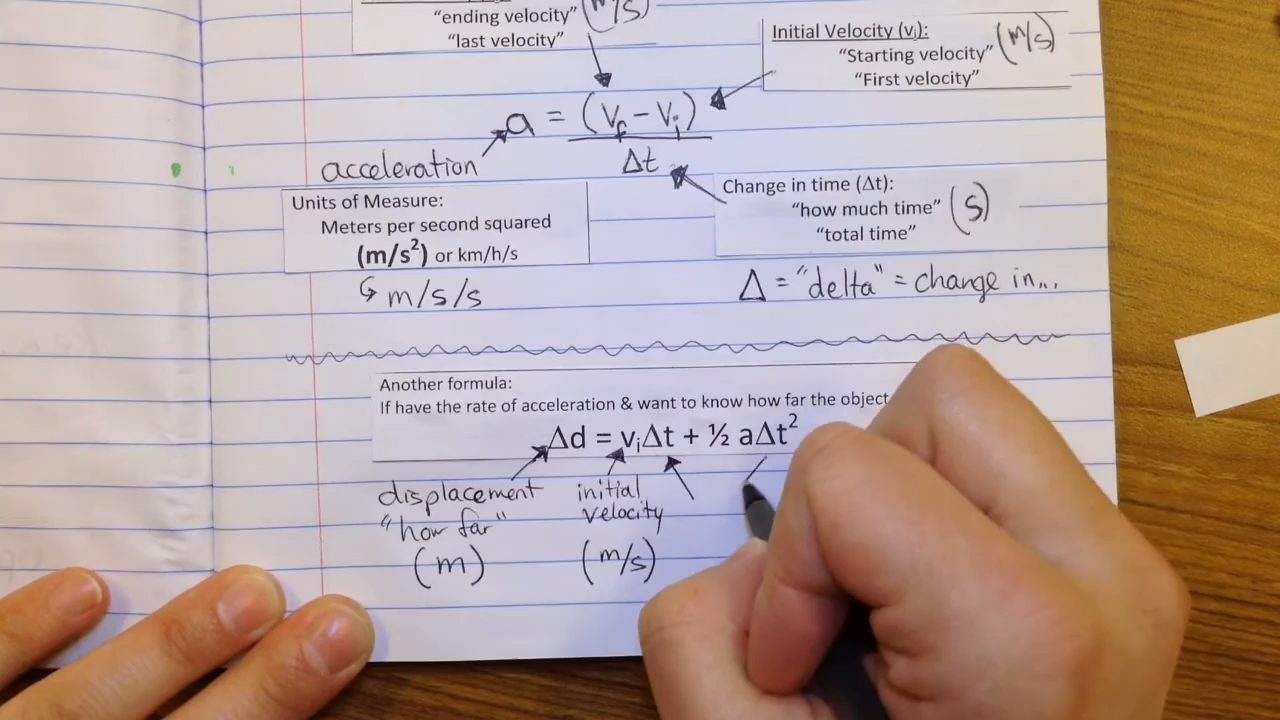 "ending velocity" (m/s)
"last velocity"
Initial Velocity (vᵢ):
"Starting velocity" (m/s)
"First velocity"
a = (Vf - Vi)
Δt
acceleration
Units of Measure:
Meters per second squared
(m/s²) or km/h/s
m/s/s
Change in time (Δt):
"how much time" (s)
"total time"
Δ = "delta" = change in...
Another formula:
If have the rate of acceleration & want to know how far the object
Δd = vᵢΔt + ½ aΔt²
displacement
"how far"
(m)
initial
velocity
(m/s)